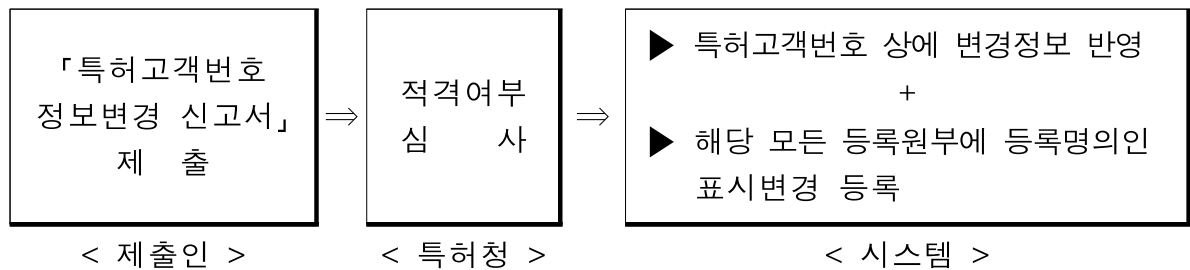 「특허고객번호
정보변경 신고서」
제 출
⇒
적격여부
심 사
⇒
▶ 특허고객번호 상에 변경정보 반영
+
▶ 해당 모든 등록원부에 등록명의인
표시변경 등록
< 제출인 >
< 특허청 >
< 시스템 >